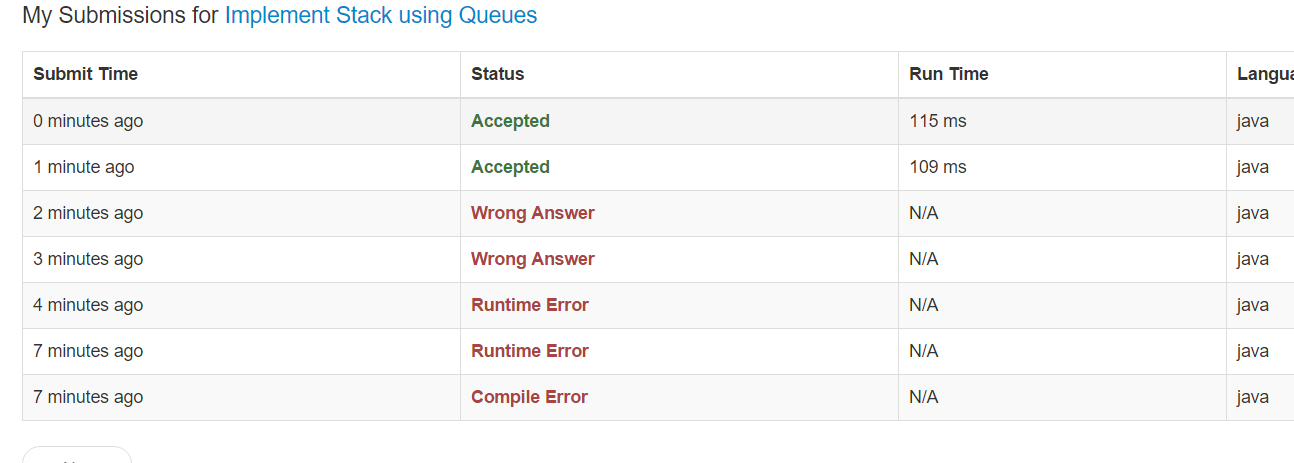 My Submissions for Implement Stack using Queues
Submit Time Status Run Time Langua
0 minutes ago Accepted 115 ms java
1 minute ago Accepted 109 ms java
2 minutes ago Wrong Answer N/A java
3 minutes ago Wrong Answer N/A java
4 minutes ago Runtime Error N/A java
7 minutes ago Runtime Error N/A java
7 minutes ago Compile Error N/A java